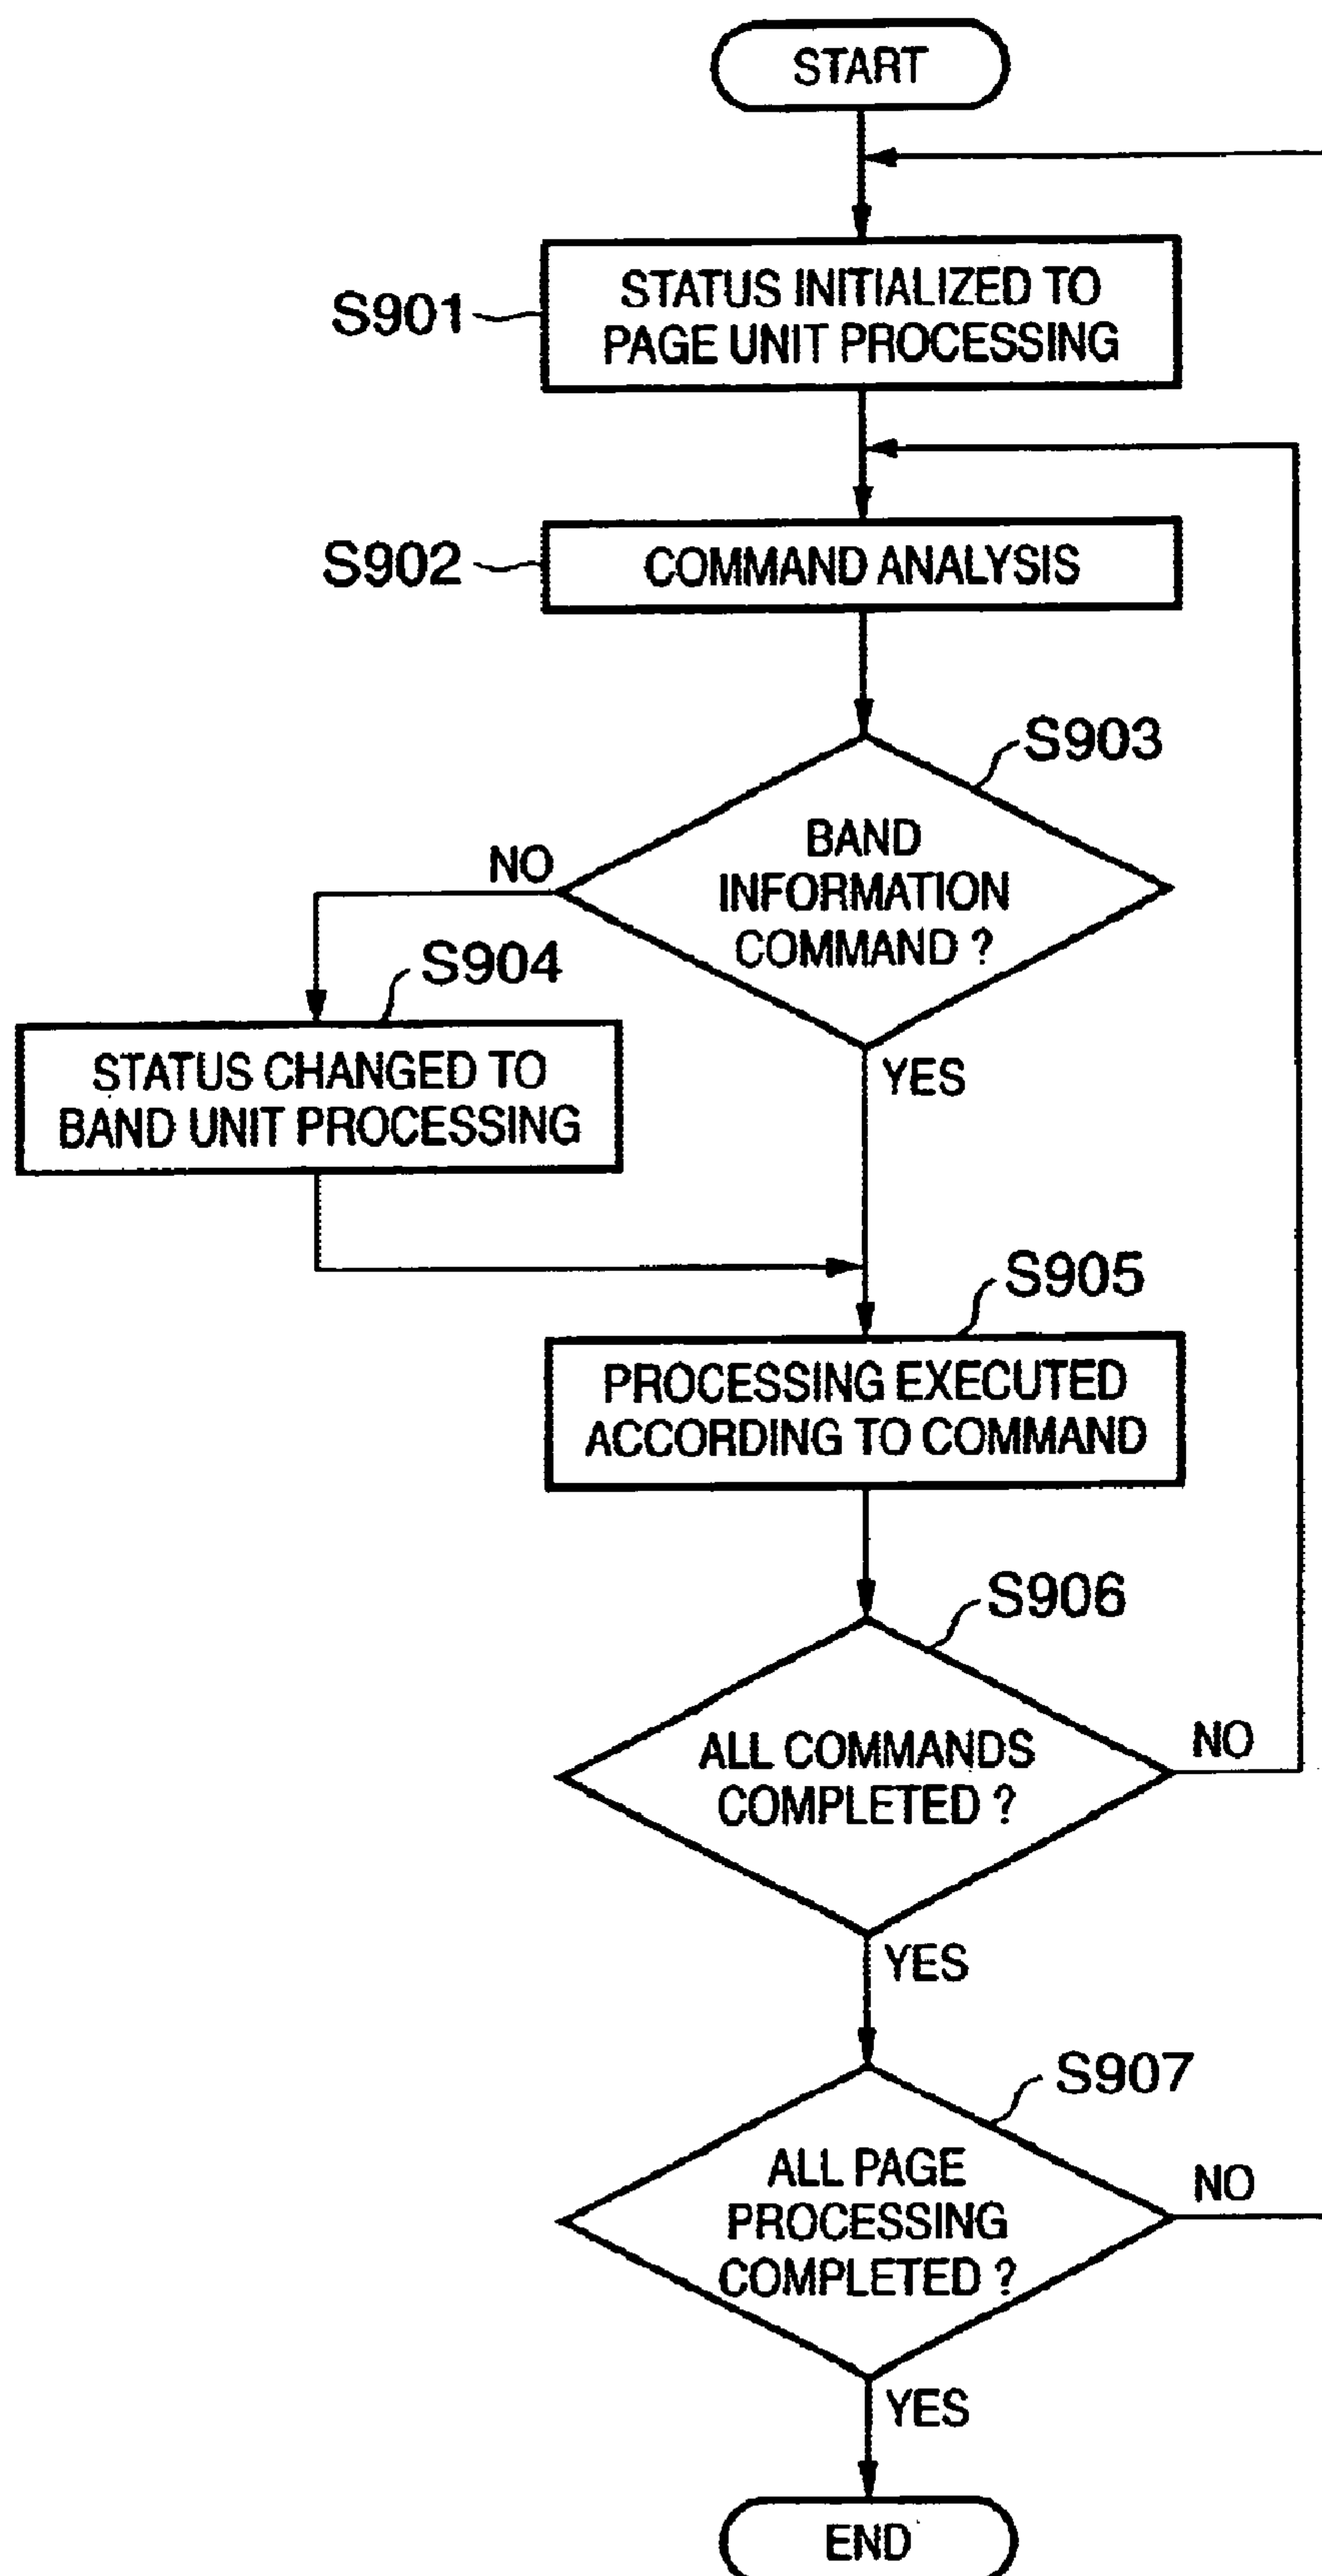 START
S901
STATUS INITIALIZED TO
PAGE UNIT PROCESSING
S902
COMMAND ANALYSIS
S903
BAND
INFORMATION
COMMAND ?
NO
YES
S904
STATUS CHANGED TO
BAND UNIT PROCESSING
S905
PROCESSING EXECUTED
ACCORDING TO COMMAND
S906
ALL COMMANDS
COMPLETED ?
NO
YES
S907
ALL PAGE
PROCESSING
COMPLETED ?
NO
YES
END